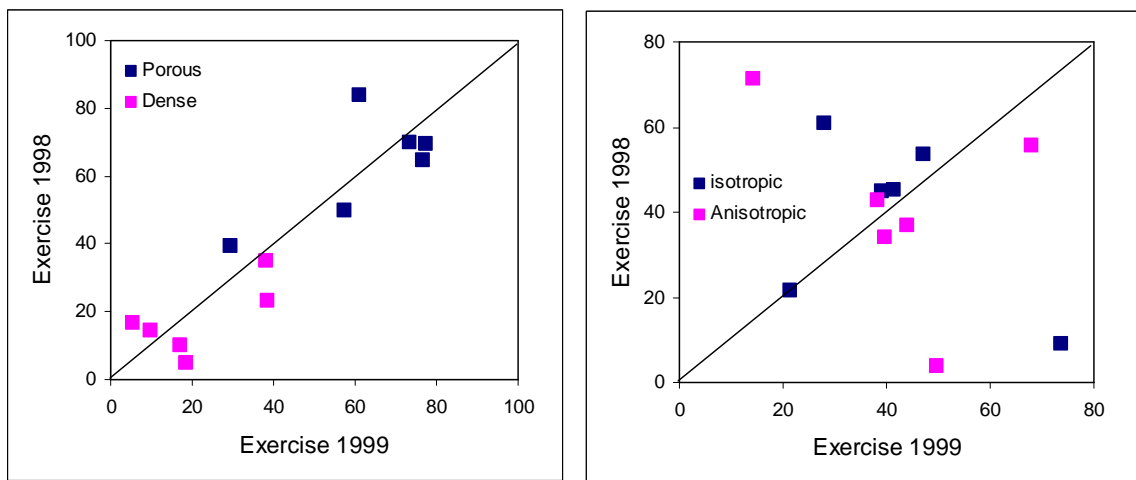 100
80
60
40
20
0
Exercise 1998
Porous
Dense
0 20 40 60 80 100
Exercise 1999
80
60
40
20
0
Exercise 1998
isotropic
Anisotropic
0 20 40 60 80
Exercise 1999